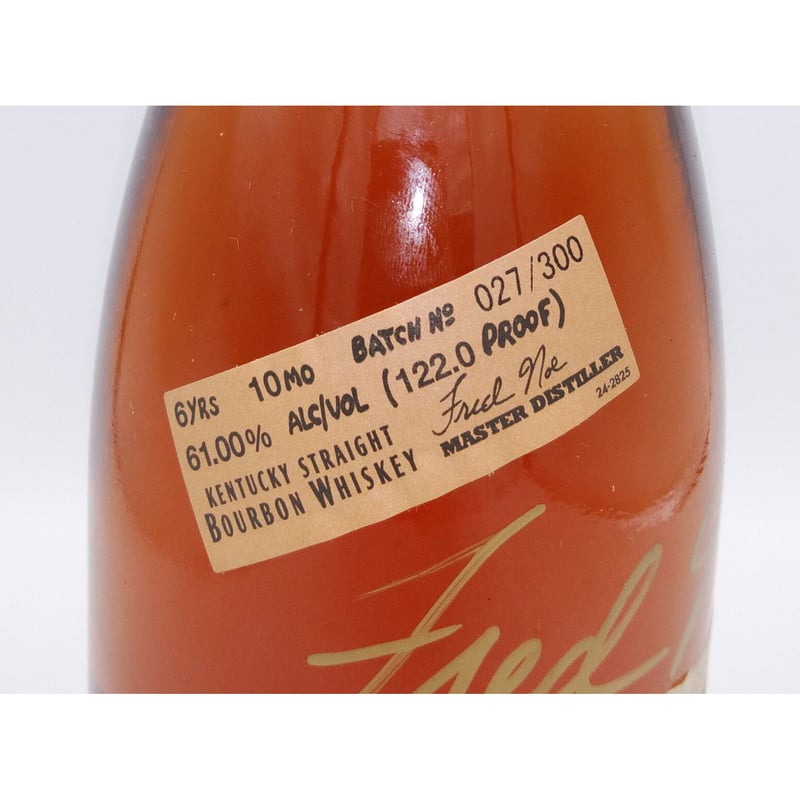 6YRS 10MO BATCH Nº 027/300
61.00% ALC/VOL (122.0 PROOF)
KENTUCKY STRAIGHT
BOURBON WHISKEY
Fred Noe
MASTER DISTILLER
24-2825
Fred